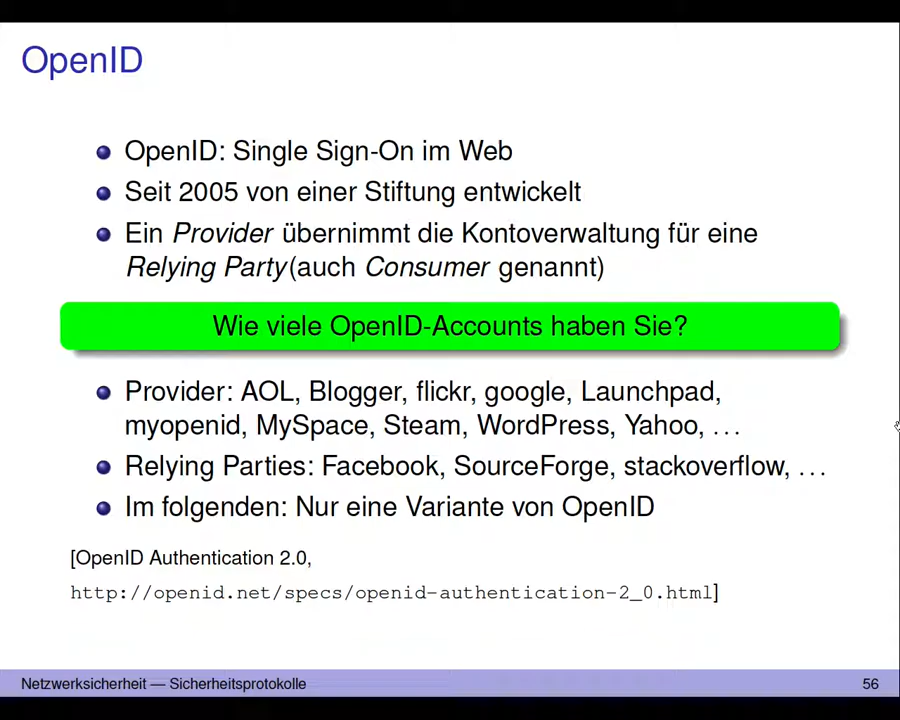 OpenID
OpenID: Single Sign-On im Web
Seit 2005 von einer Stiftung entwickelt
Ein Provider übernimmt die Kontoverwaltung für eine
Relying Party(auch Consumer genannt)
Wie viele OpenID-Accounts haben Sie?
Provider: AOL, Blogger, flickr, google, Launchpad,
myopenid, MySpace, Steam, WordPress, Yahoo, ...
Relying Parties: Facebook, SourceForge, stackoverflow, ...
Im folgenden: Nur eine Variante von OpenID
[OpenID Authentication 2.0,
http://openid.net/specs/openid-authentication-2_0.html]
Netzwerksicherheit — Sicherheitsprotokolle 56